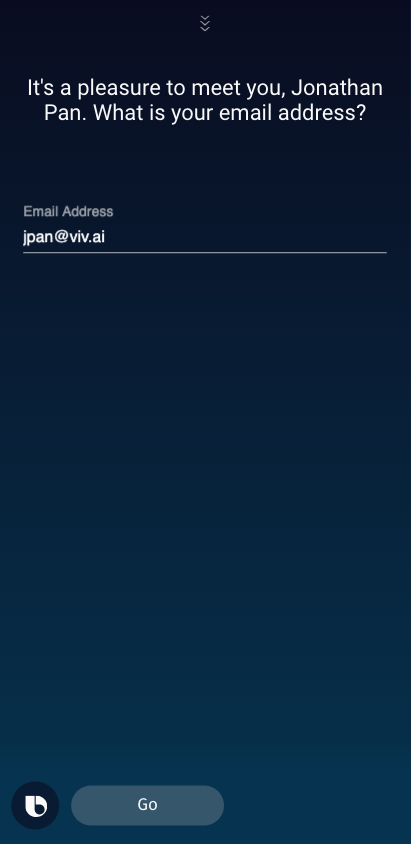 It's a pleasure to meet you, Jonathan
Pan. What is your email address?
Email Address
jpan@viv.ai
Go